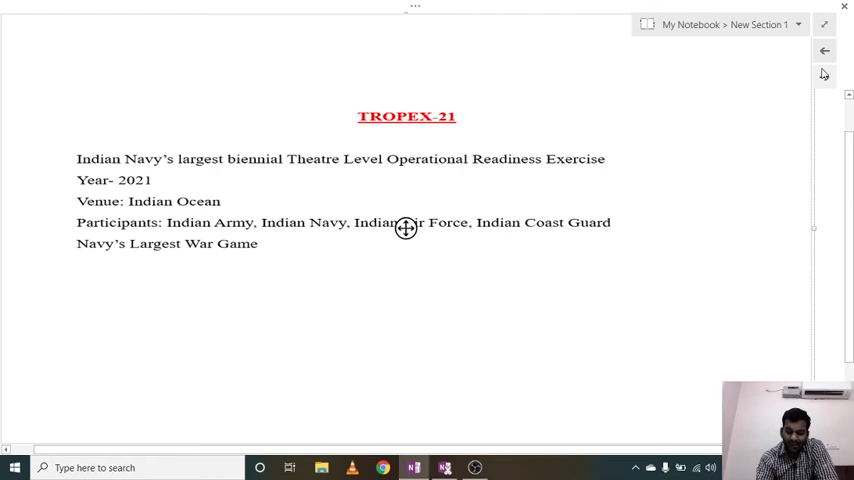 My Notebook > New Section 1
TROPEX-21
Indian Navy's largest biennial Theatre Level Operational Readiness Exercise
Year- 2021
Venue: Indian Ocean
Participants: Indian Army, Indian Navy, Indian Air Force, Indian Coast Guard
Navy's Largest War Game
Type here to search